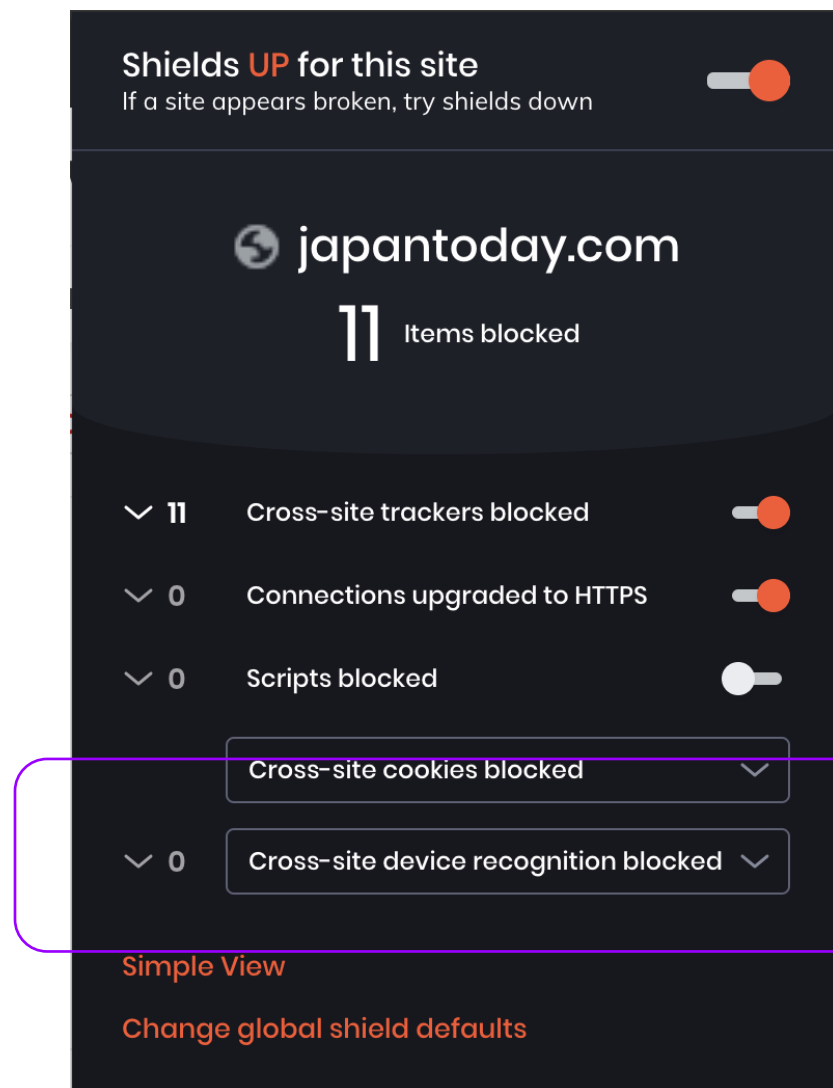 Shields UP for this site
If a site appears broken, try shields down
japantoday.com
11 Items blocked
11 Cross-site trackers blocked
0 Connections upgraded to HTTPS
0 Scripts blocked
Cross-site cookies blocked
0 Cross-site device recognition blocked
Simple View
Change global shield defaults